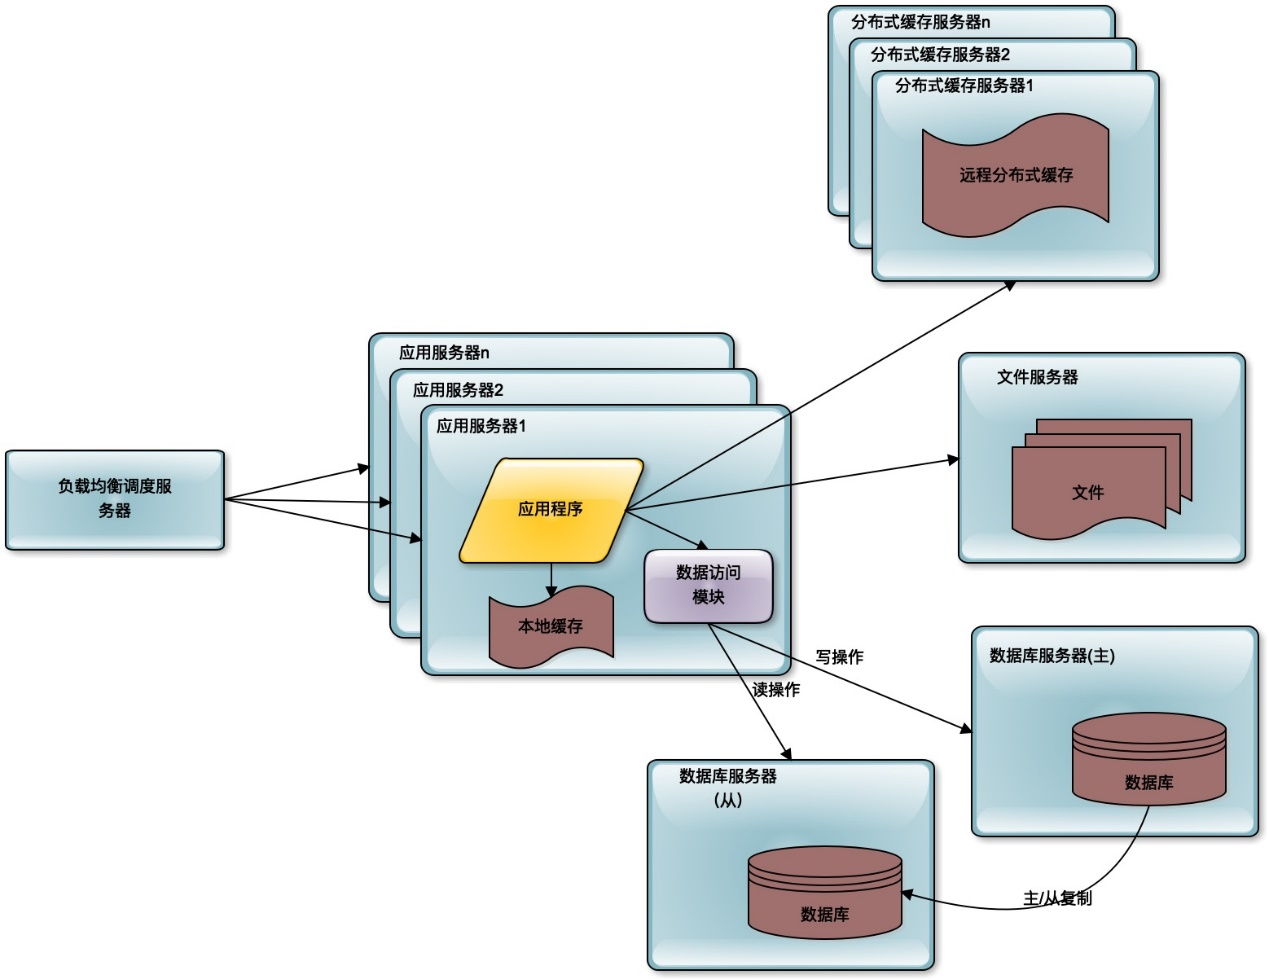 分布式缓存服务器n
分布式缓存服务器2
分布式缓存服务器1
远程分布式缓存
应用服务器n
应用服务器2
应用服务器1
应用程序
本地缓存
数据访问
模块
负载均衡调度服
务器
文件服务器
文件
写操作
读操作
数据库服务器(主)
数据库
数据库服务器
(从)
数据库
主/从复制